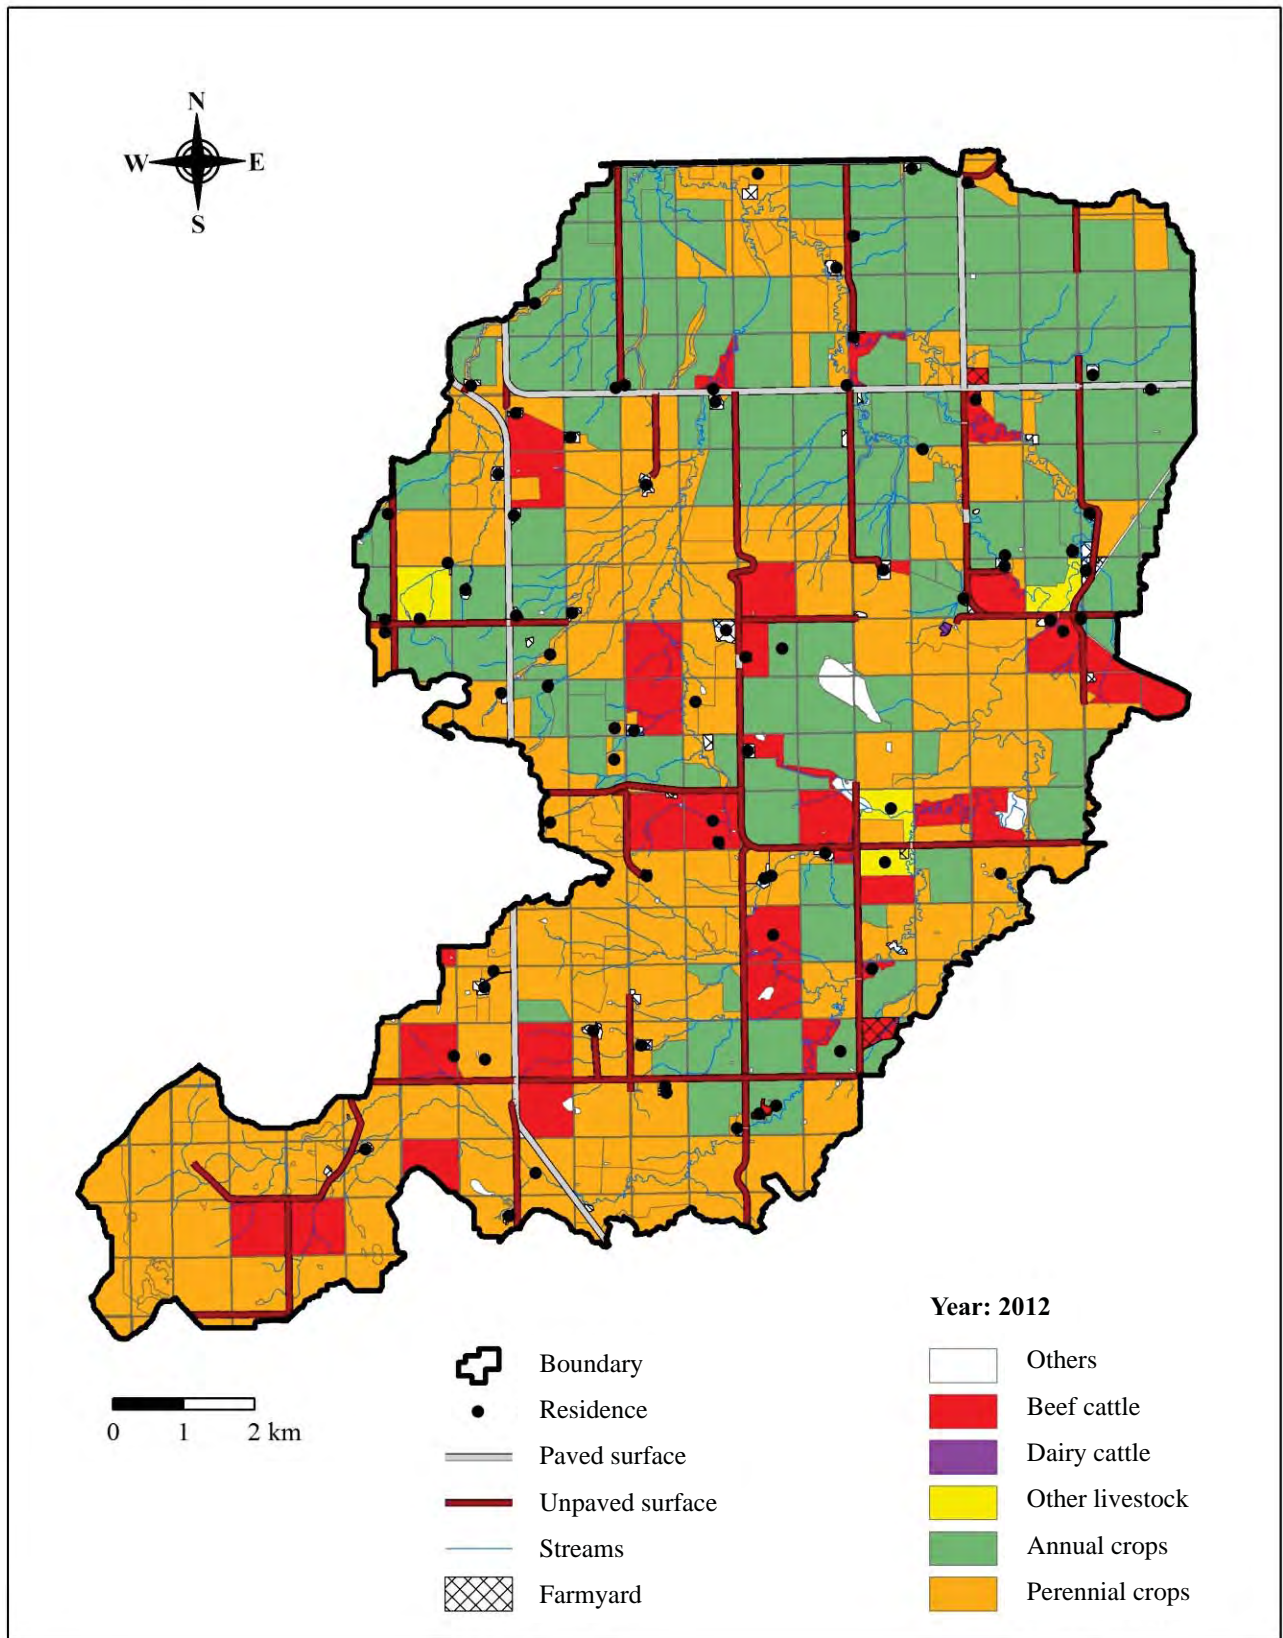 N
W E
S
Year: 2012
Boundary
Residence
Paved surface
Unpaved surface
Streams
Farmyard
Others
Beef cattle
Dairy cattle
Other livestock
Annual crops
Perennial crops
0 1 2 km